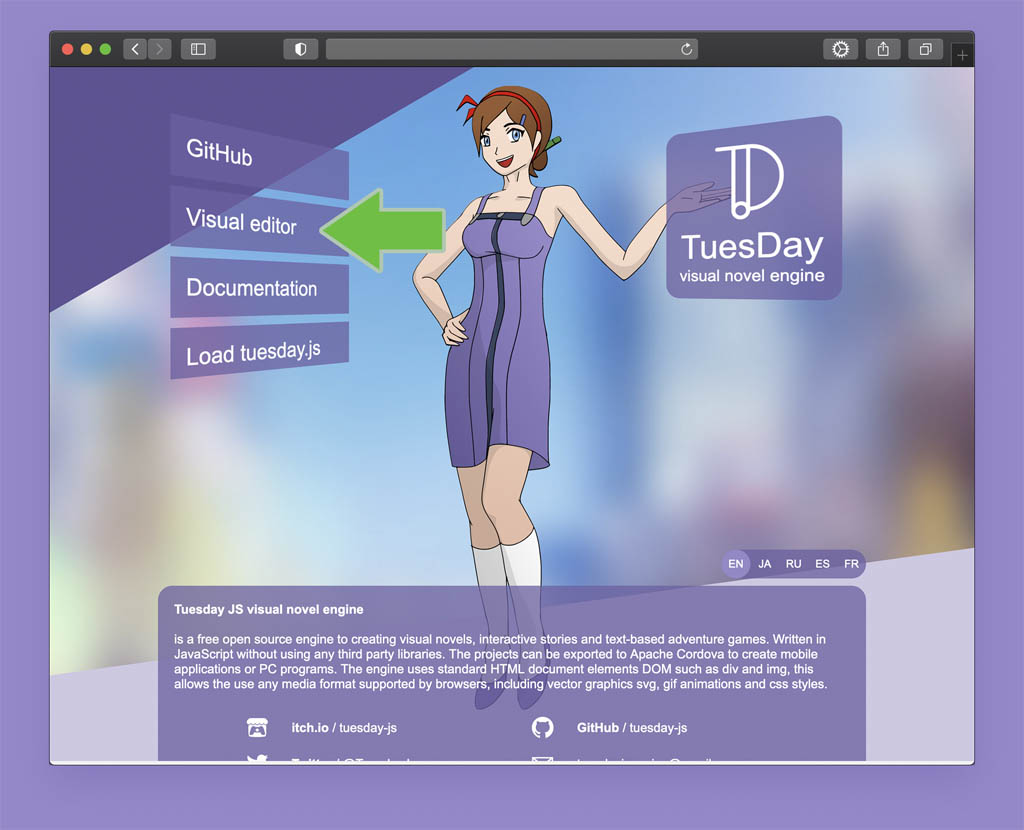 GitHub
Visual editor
Documentation
Load tuesday.js
TD
TuesDay
visual novel engine
EN JA RU ES FR
Tuesday JS visual novel engine
is a free open source engine to creating visual novels, interactive stories and text-based adventure games. Written in
JavaScript without using any third party libraries. The projects can be exported to Apache Cordova to create mobile
applications or PC programs. The engine uses standard HTML document elements DOM such as div and img, this
allows the use any media format supported by browsers, including vector graphics svg, gif animations and css styles.
itch.io / tuesday-js
GitHub / tuesday-js